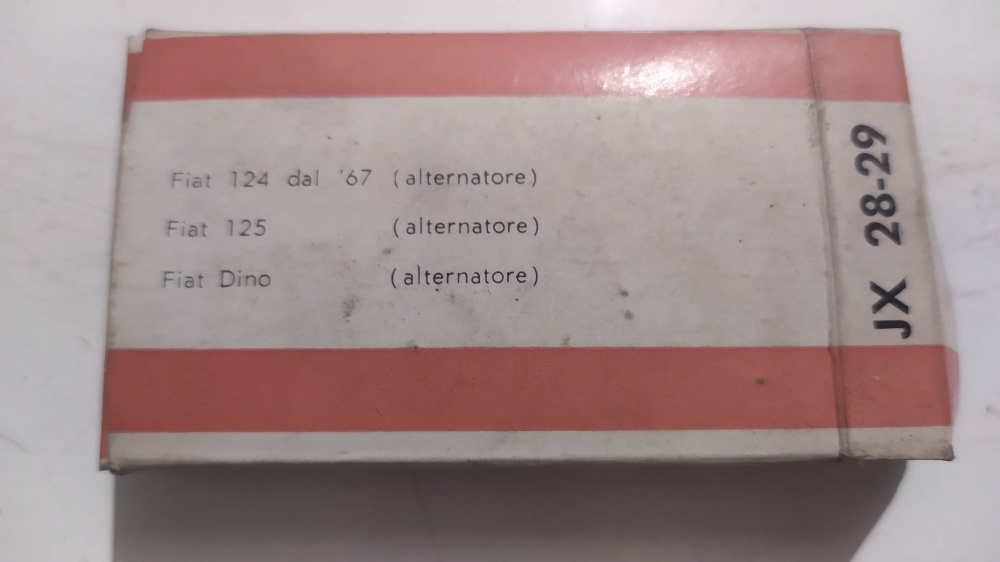 Fiat 124 dal '67 (alternatore)
Fiat 125 (alternatore)
Fiat Dino (alternatore)
JX 28-29